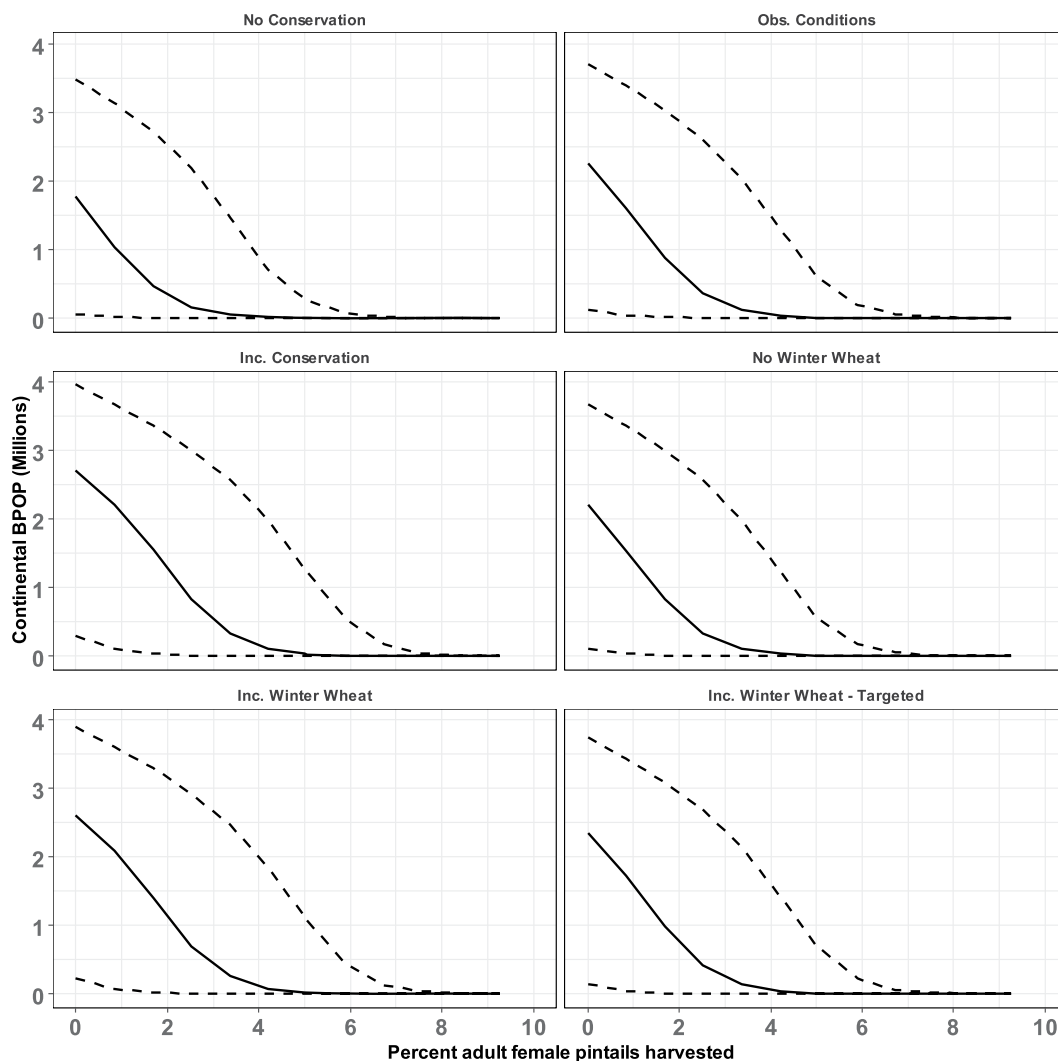 No Conservation
Obs. Conditions
4
3
2
1
0
Inc. Conservation
No Winter Wheat
4
3
2
1
0
Continental BPOP (Millions)
Inc. Winter Wheat
Inc. Winter Wheat - Targeted
4
3
2
1
0
0 2 4 6 8 10 0 2 4 6 8 10
Percent adult female pintails harvested